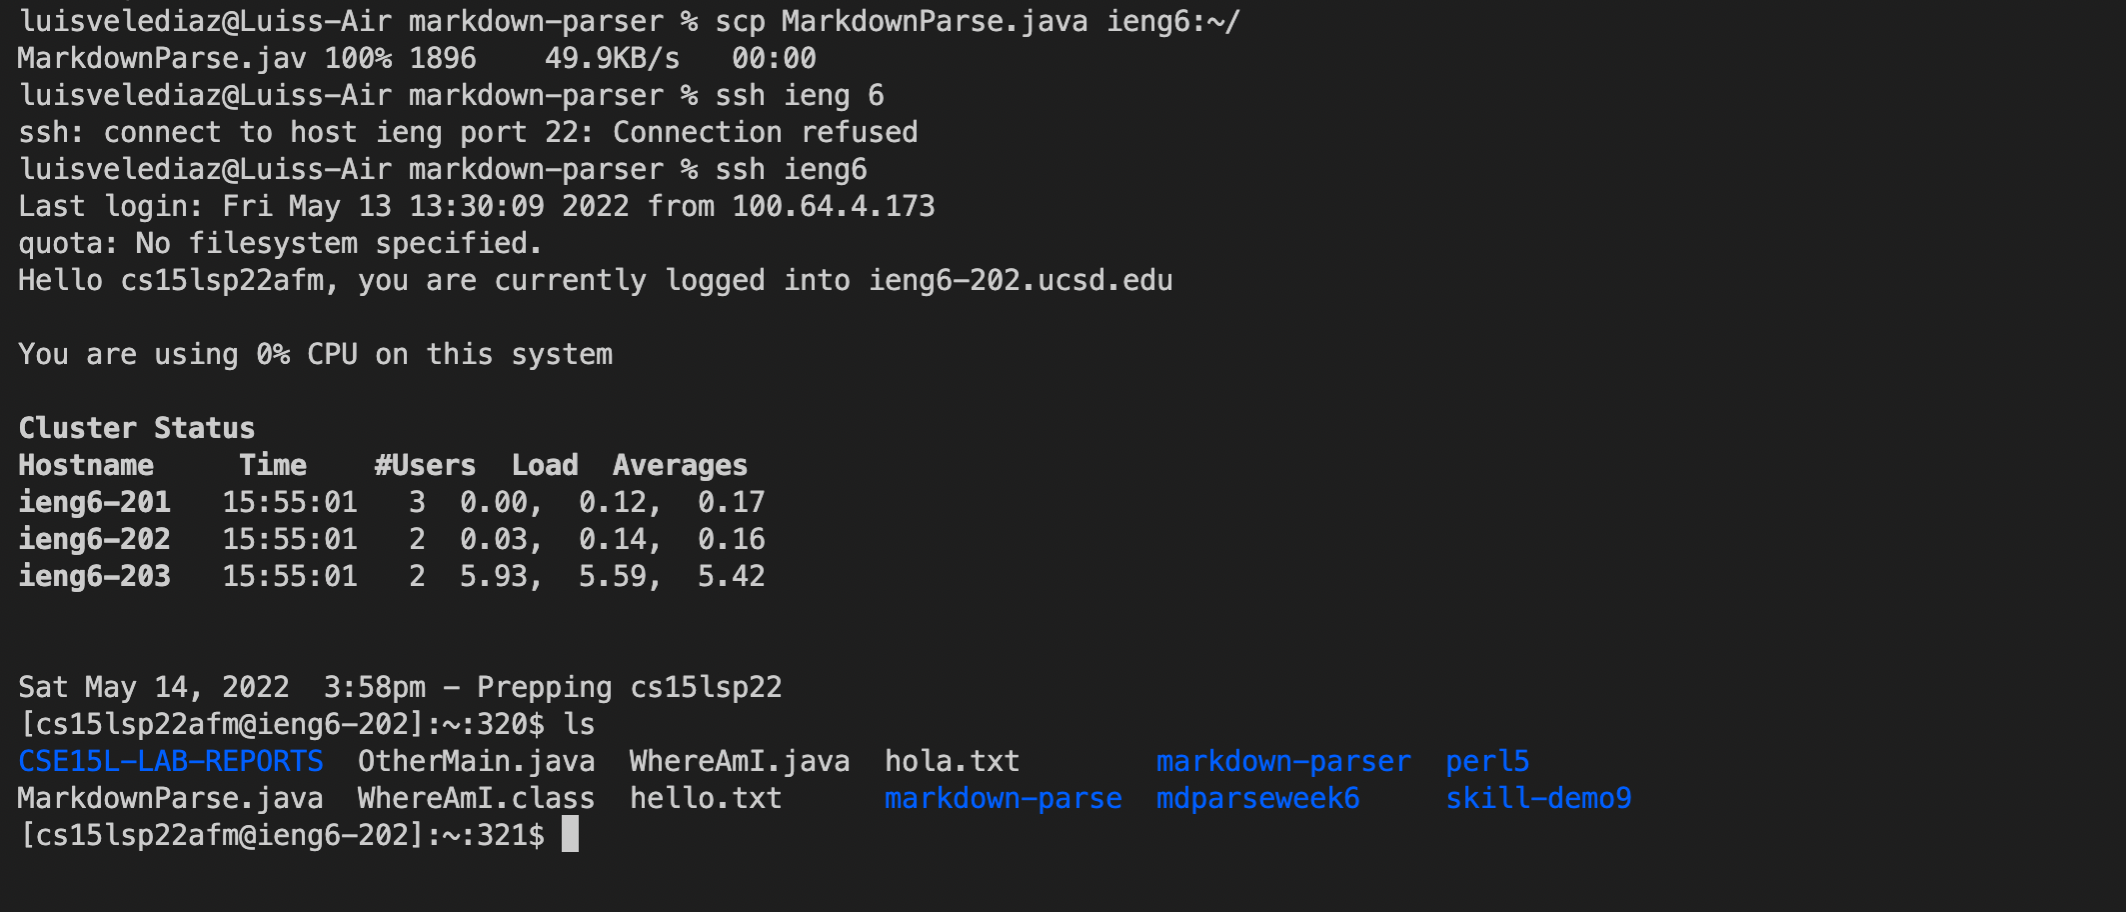 luisvelediaz@Luiss-Air markdown-parser % scp MarkdownParse.java ieng6:~/
MarkdownParse.jav 100% 1896    49.9KB/s   00:00
luisvelediaz@Luiss-Air markdown-parser % ssh ieng 6
ssh: connect to host ieng port 22: Connection refused
luisvelediaz@Luiss-Air markdown-parser % ssh ieng6
Last login: Fri May 13 13:30:09 2022 from 100.64.4.173
quota: No filesystem specified.
Hello cs15lsp22afm, you are currently logged into ieng6-202.ucsd.edu

You are using 0% CPU on this system

Cluster Status
Hostname     Time    #Users  Load  Averages
ieng6-201   15:55:01   3  0.00,  0.12,  0.17
ieng6-202   15:55:01   2  0.03,  0.14,  0.16
ieng6-203   15:55:01   2  5.93,  5.59,  5.42

Sat May 14, 2022  3:58pm - Prepping cs15lsp22
[cs15lsp22afm@ieng6-202]:~:320$ ls
CSE15L-LAB-REPORTS  OtherMain.java  WhereAmI.java  hola.txt        markdown-parser  perl5
MarkdownParse.java  WhereAmI.class  hello.txt      markdown-parse  mdparseweek6     skill-demo9
[cs15lsp22afm@ieng6-202]:~:321$